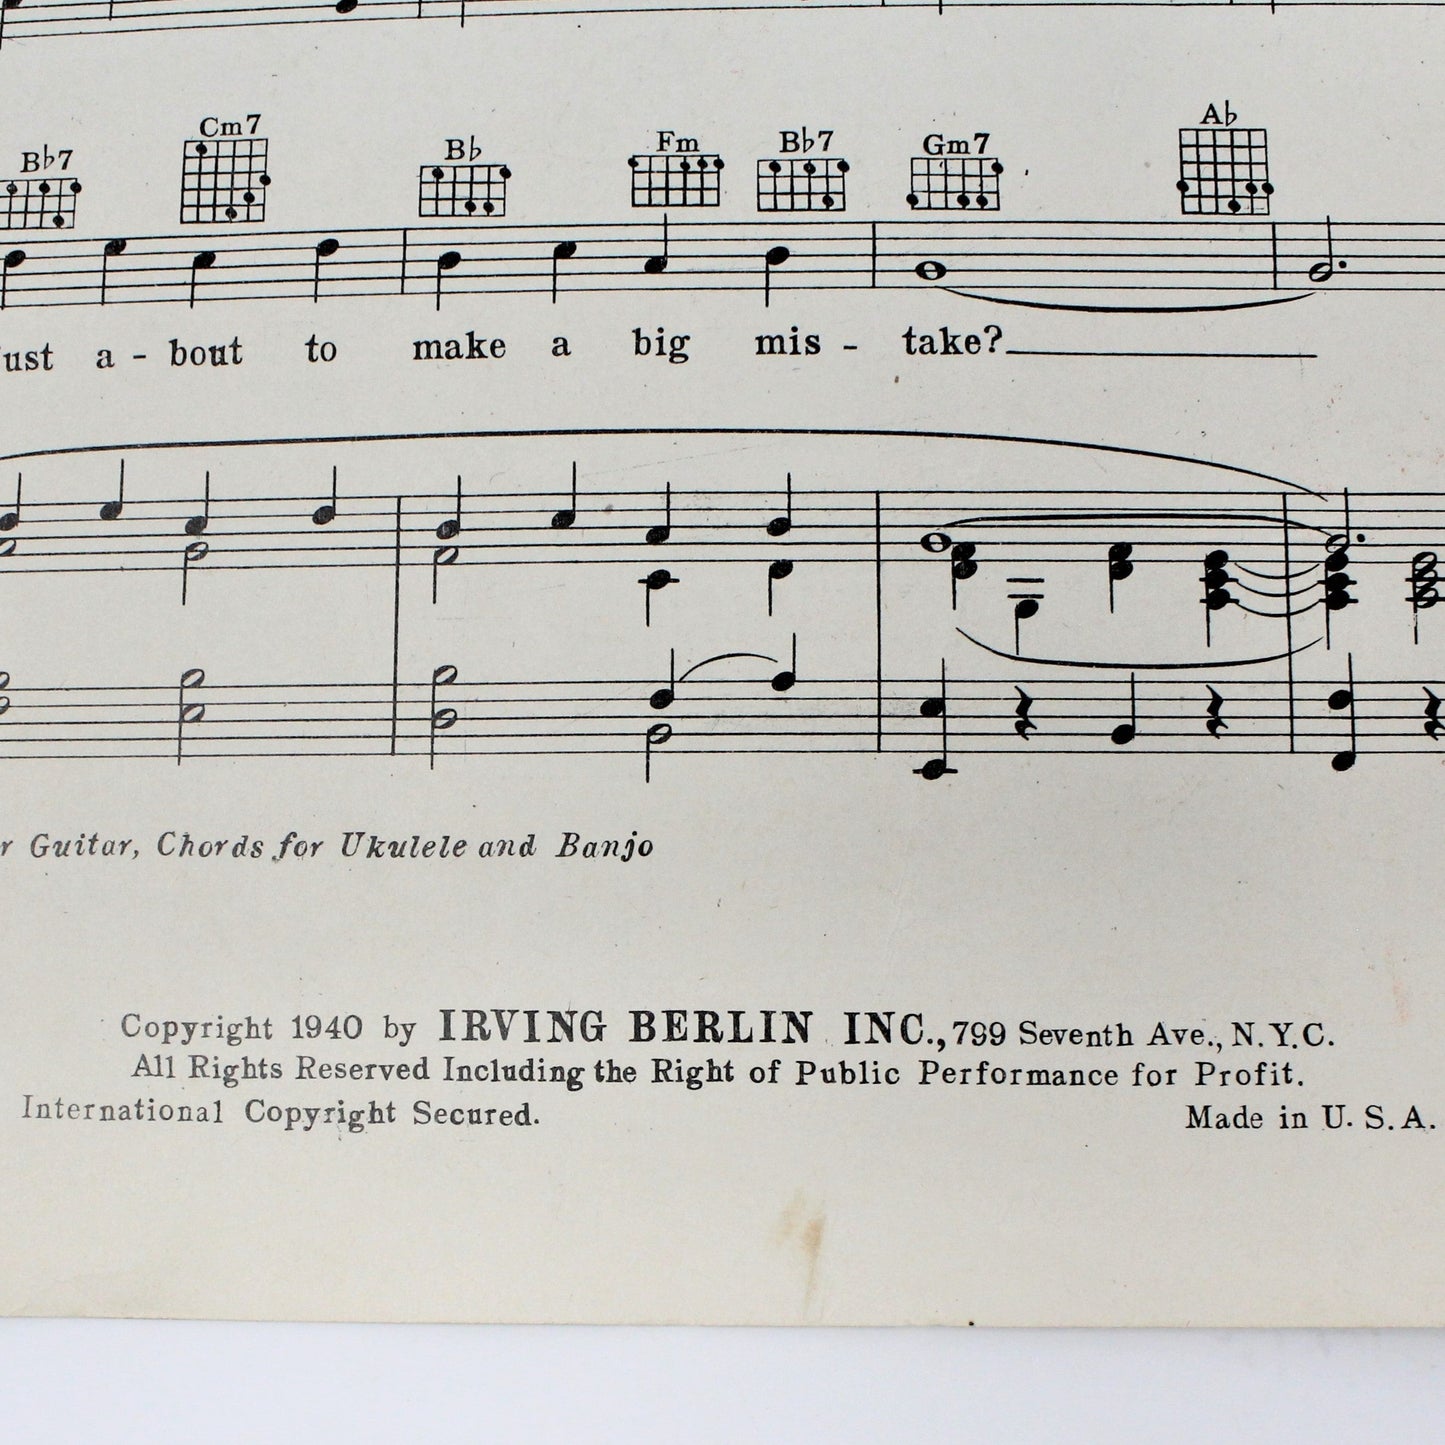 B♭7 Cm7 B♭ Fm B♭7 Gm7 A♭
ust a - bout to make a big mis - take?
r Guitar, Chords for Ukulele and Banjo
Copyright 1940 by IRVING BERLIN INC., 799 Seventh Ave., N.Y.C.
All Rights Reserved Including the Right of Public Performance for Profit.
International Copyright Secured. Made in U. S. A.